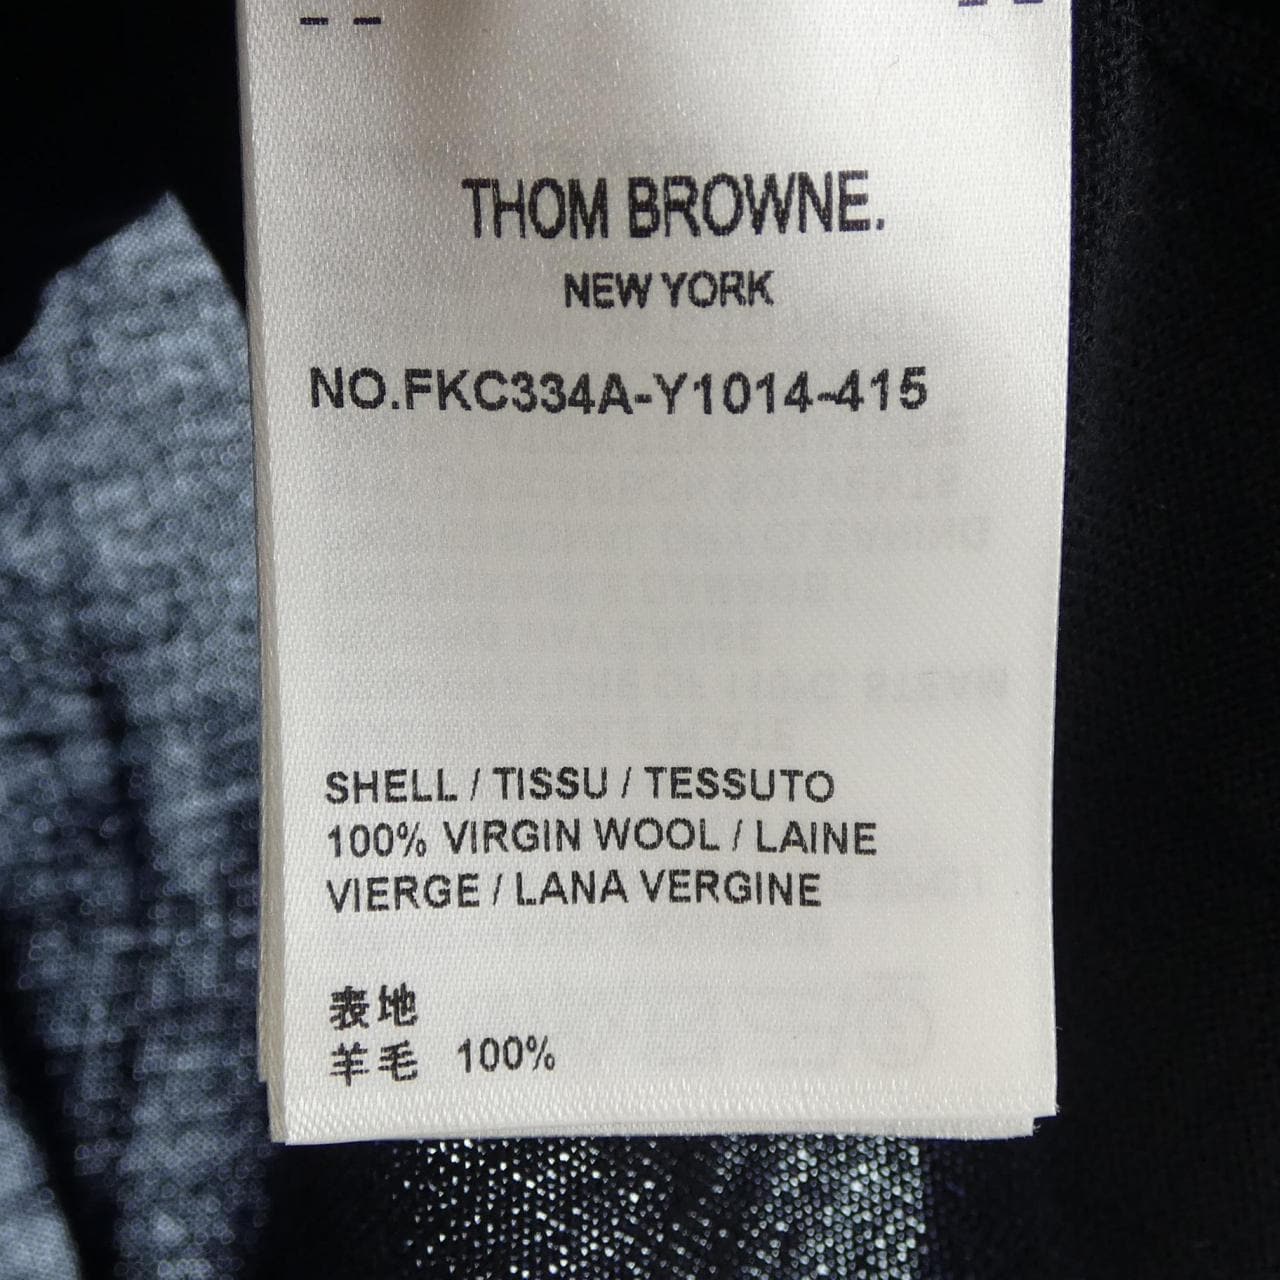 THOM BROWNE.
NEW YORK
NO.FKC334A-Y1014-415
SHELL / TISSU / TESSUTO
100% VIRGIN WOOL / LAINE
VIERGE / LANA VERGINE
表地
羊毛 100%